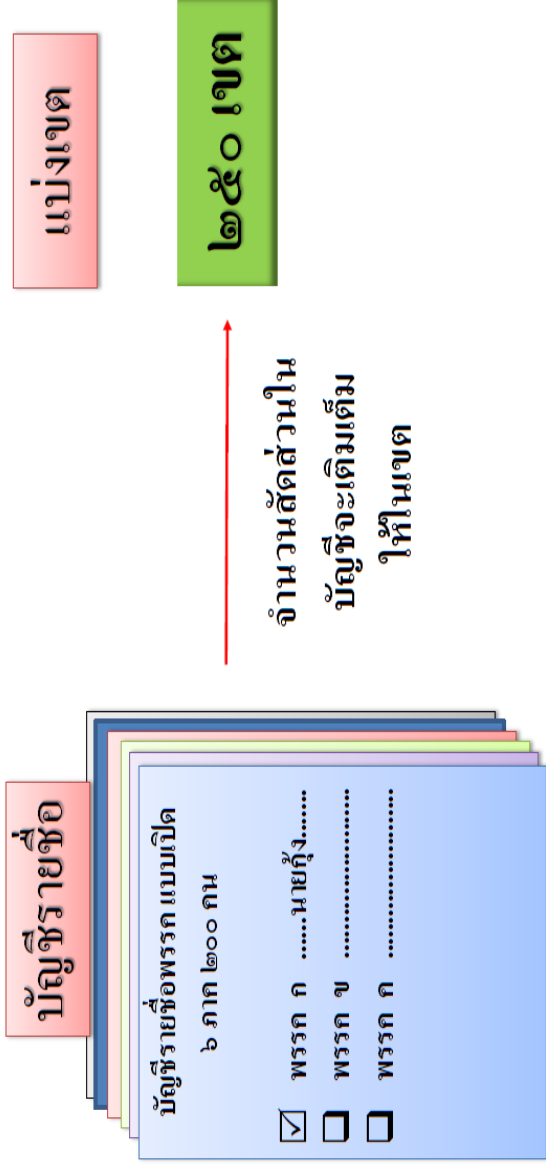 บัญชีรายชื่อ
บัญชีรายชื่อพรรค แบบเปิด
๖ ภาค ๒๐๐ คน
☑ พรรค ก ......นายกุ้ง.......
❑ พรรค ข ..........................
❑ พรรค ค ..........................
จำนวนสัดส่วนใน
บัญชีจะเติมเต็ม
ให้ในเขต
แบ่งเขต
๒๕๐ เขต